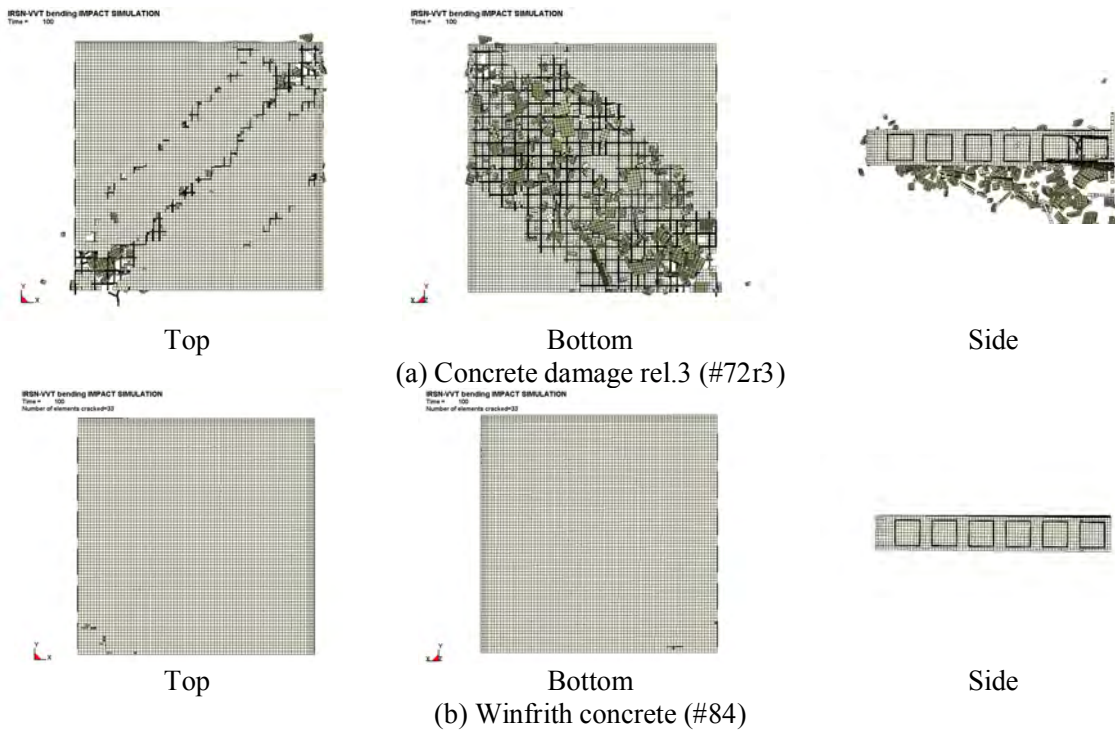 IRSN-VVT bending IMPACT SIMULATION
Time = 100
IRSN-VVT bending IMPACT SIMULATION
Time = 100
Y
X
Y
X Z
Top Bottom Side
(a) Concrete damage rel.3 (#72r3)
IRSN-VVT bending IMPACT SIMULATION
Time = 100
Number of elements cracked=33
IRSN-VVT bending IMPACT SIMULATION
Time = 100
Number of elements cracked=33
Y
X
Y
X Z
Top Bottom Side
(b) Winfrith concrete (#84)